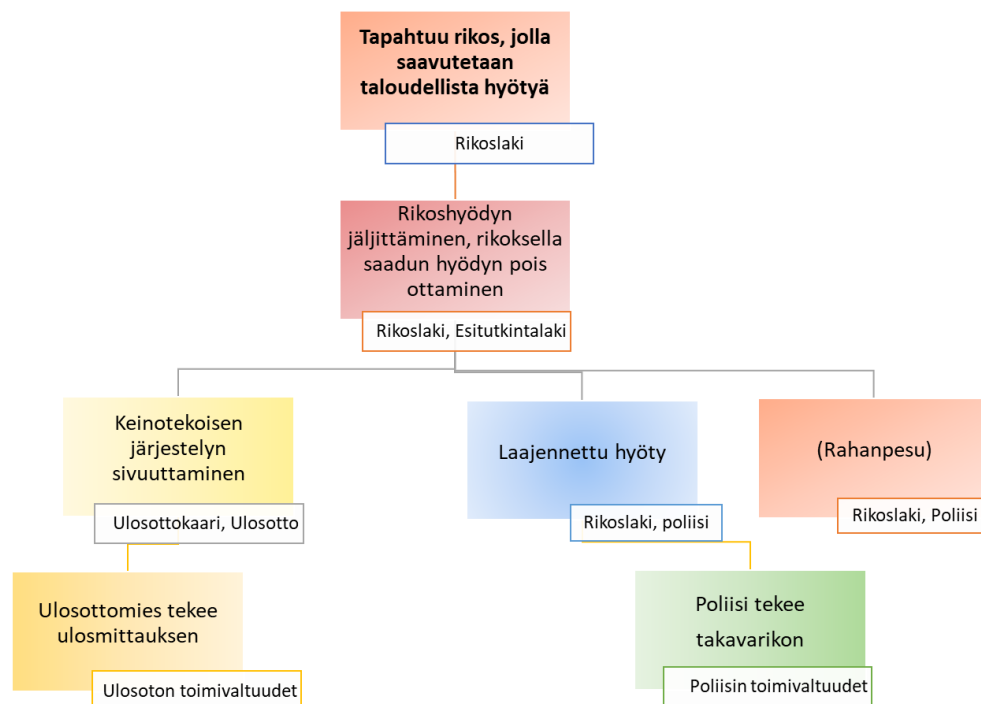 Tapahtuu rikos, jolla
saavutetaan
taloudellista hyötyä
Rikoslaki
Rikoshyödyn
jäljittäminen, rikoksella
saadun hyödyn pois
ottaminen
Rikoslaki, Esitutkintalaki
Keinotekoisen
järjestelyn
sivuuttaminen
Ulosottokaari, Ulosotto
Laajennettu hyöty
Rikoslaki, poliisi
(Rahanpesu)
Rikoslaki, Poliisi
Ulosottomies tekee
ulosmittauksen
Ulosoton toimivaltuudet
Poliisi tekee
takavarikon
Poliisin toimivaltuudet